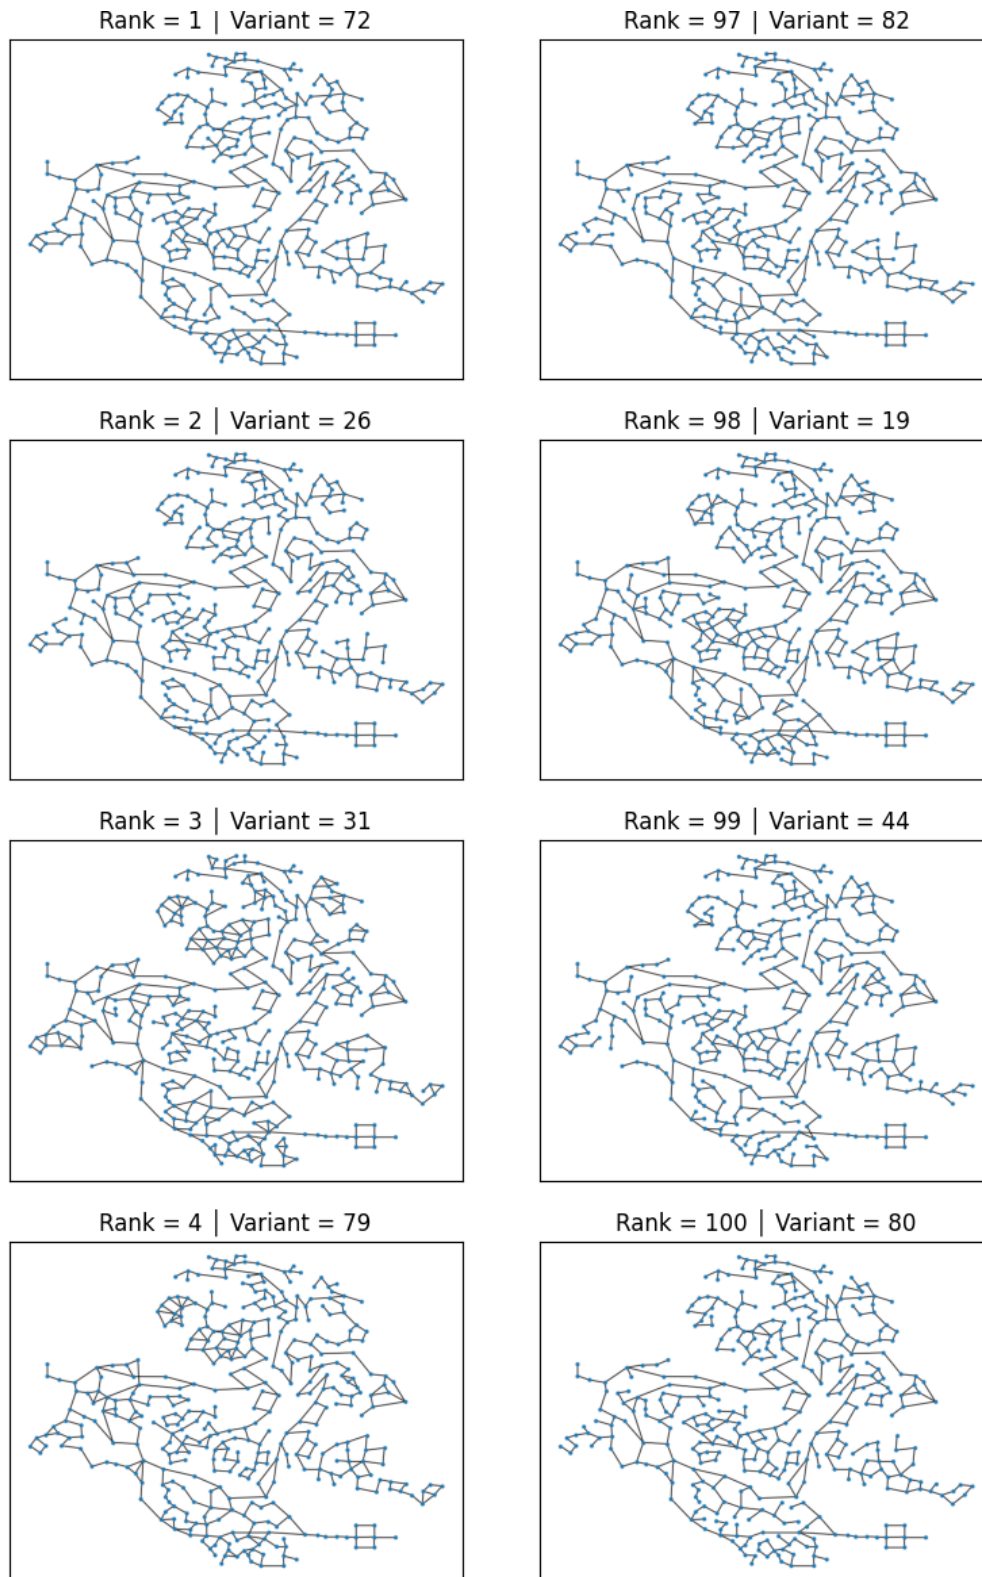 Rank = 1 | Variant = 72
Rank = 97 | Variant = 82
Rank = 2 | Variant = 26
Rank = 98 | Variant = 19
Rank = 3 | Variant = 31
Rank = 99 | Variant = 44
Rank = 4 | Variant = 79
Rank = 100 | Variant = 80